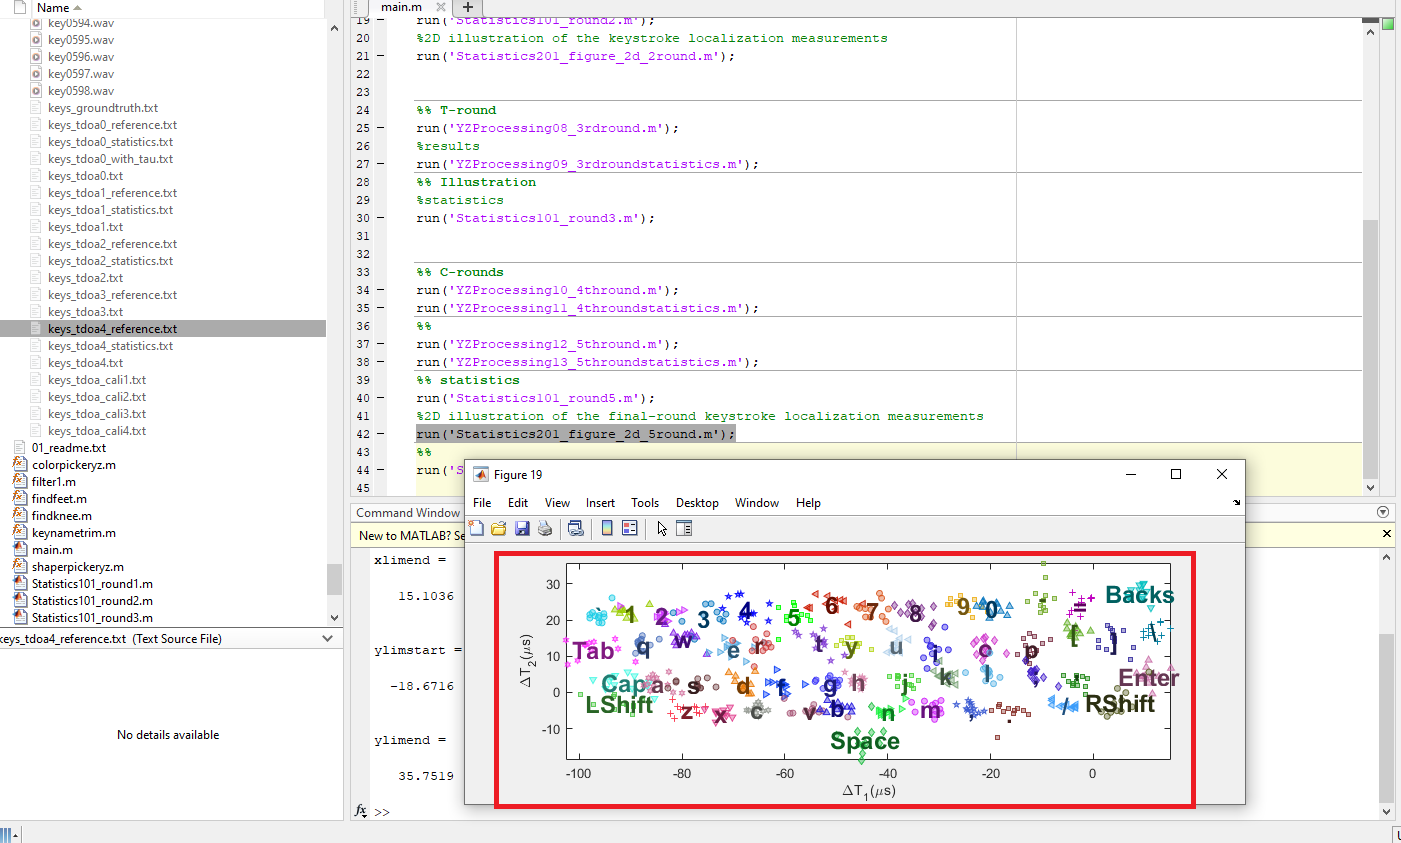 Name
key0594.wav
key0595.wav
key0596.wav
key0597.wav
key0598.wav
keys_groundtruth.txt
keys_tdoa0_reference.txt
keys_tdoa0_statistics.txt
keys_tdoa0_with_tau.txt
keys_tdoa0.txt
keys_tdoa1_reference.txt
keys_tdoa1_statistics.txt
keys_tdoa1.txt
keys_tdoa2_reference.txt
keys_tdoa2_statistics.txt
keys_tdoa2.txt
keys_tdoa3_reference.txt
keys_tdoa3.txt
keys_tdoa4_reference.txt
keys_tdoa4_statistics.txt
keys_tdoa4.txt
keys_tdoa_cali1.txt
keys_tdoa_cali2.txt
keys_tdoa_cali3.txt
keys_tdoa_cali4.txt
01_readme.txt
colorpickeryz.m
filter1.m
findfeet.m
findknee.m
keynametrim.m
main.m
shaperpickeryz.m
Statistics101_round1.m
Statistics101_round2.m
Statistics101_round3.m
keys_tdoa4_reference.txt (Text Source File)
No details available
main.m
19 run('Statistics101_round2.m');
20 %2D illustration of the keystroke localization measurements
21 run('Statistics201_figure_2d_2round.m');
22
23
24 %% T-round
25 run('YZProcessing08_3rdround.m');
26 %results
27 run('YZProcessing09_3rdroundstatistics.m');
28 %% Illustration
29 %statistics
30 run('Statistics101_round3.m');
31
32
33 %% C-rounds
34 run('YZProcessing10_4thround.m');
35 run('YZProcessing11_4throundstatistics.m');
36 %%
37 run('YZProcessing12_5thround.m');
38 run('YZProcessing13_5throundstatistics.m');
39 %% statistics
40 run('Statistics101_round5.m');
41 %2D illustration of the final-round keystroke localization measurements
42 run('Statistics201_figure_2d_5round.m');
43 %%
44 run('S
45
Command Window
New to MATLAB? Se
xlimend =
15.1036
ylimstart =
-18.6716
ylimend =
35.7519
fx >>
Figure 19
File Edit View Insert Tools Desktop Window Help
ΔT2(μs)
30
20
10
0
-10
` 1 2 3 4 5 6 7 8 9 0 - = Backs
Tab q w e r t y u i o p [ ] \
Cap a s d f g h j k l ; ' Enter
LShift z x c v b n m , . / RShift
Space
-100 -80 -60 -40 -20 0
ΔT1(μs)